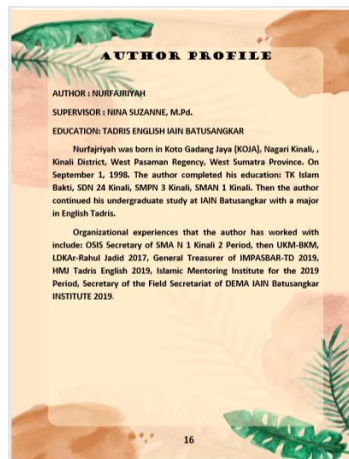 AUTHOR PROFILE
AUTHOR : NURFAJRIYAH
SUPERVISOR : NINA SUZANNE, M.Pd.
EDUCATION: TADRIS ENGLISH IAIN BATUSANGKAR
Nurfajriyah was born in Koto Gadang Jaya (KOJA), Nagari Kinali, ,
Kinali District, West Pasaman Regency, West Sumatra Province. On
September 1, 1998. The author completed his education: TK Islam
Bakti, SDN 24 Kinali, SMPN 3 Kinali, SMAN 1 Kinali. Then the author
continued his undergraduate study at IAIN Batusangkar with a major
in English Tadris.
Organizational experiences that the author has worked with
include: OSIS Secretary of SMA N 1 Kinali 2 Period, then UKM-BKM,
LDKAr-Rahul Jadid 2017, General Treasurer of IMPASBAR-TD 2019,
HMJ Tadris English 2019, Islamic Mentoring Institute for the 2019
Period, Secretary of the Field Secretariat of DEMA IAIN Batusangkar
INSTITUTE 2019.
16